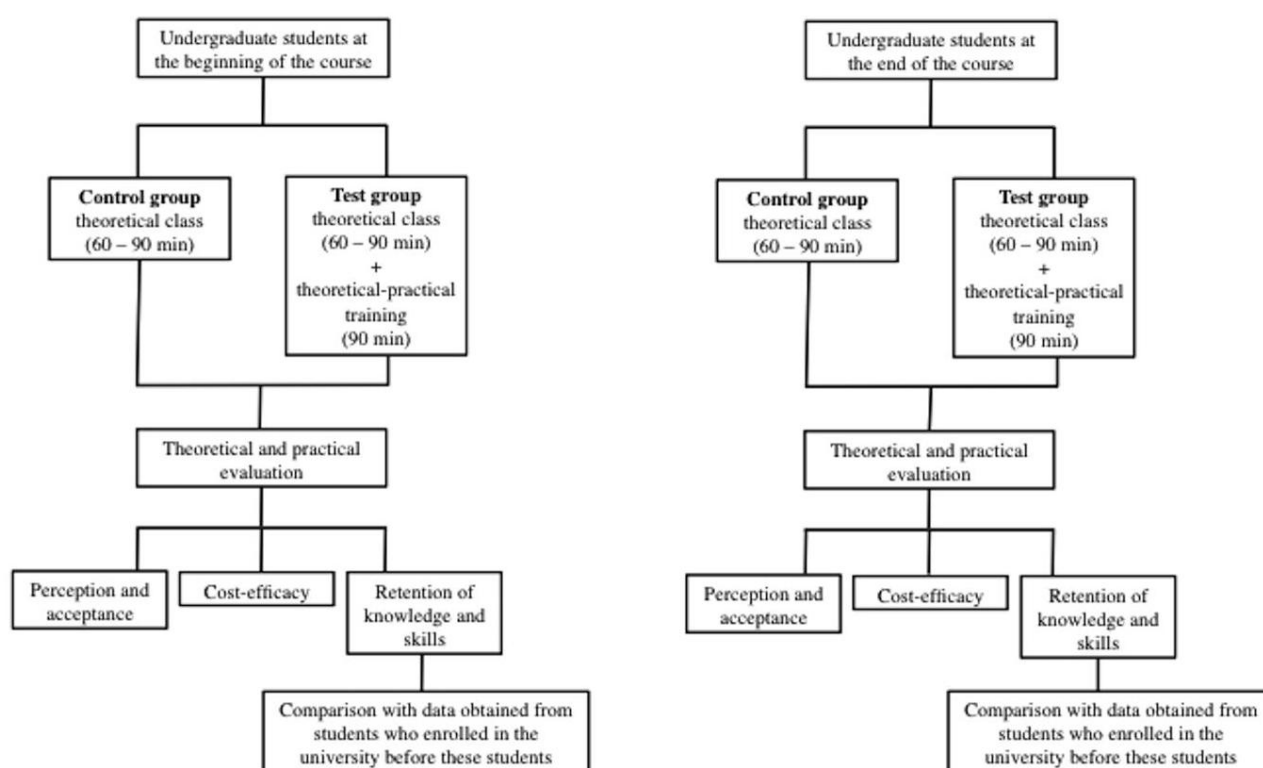 Undergraduate students at
the beginning of the course
Control group
theoretical class
(60 – 90 min)
Test group
theoretical class
(60 – 90 min)
+
theoretical-practical
training
(90 min)
Theoretical and practical
evaluation
Perception and
acceptance
Cost-efficacy
Retention of
knowledge and
skills
Comparison with data obtained from
students who enrolled in the
university before these students
Undergraduate students at
the end of the course
Control group
theoretical class
(60 – 90 min)
Test group
theoretical class
(60 – 90 min)
+
theoretical-practical
training
(90 min)
Theoretical and practical
evaluation
Perception and
acceptance
Cost-efficacy
Retention of
knowledge and
skills
Comparison with data obtained from
students who enrolled in the
university before these students